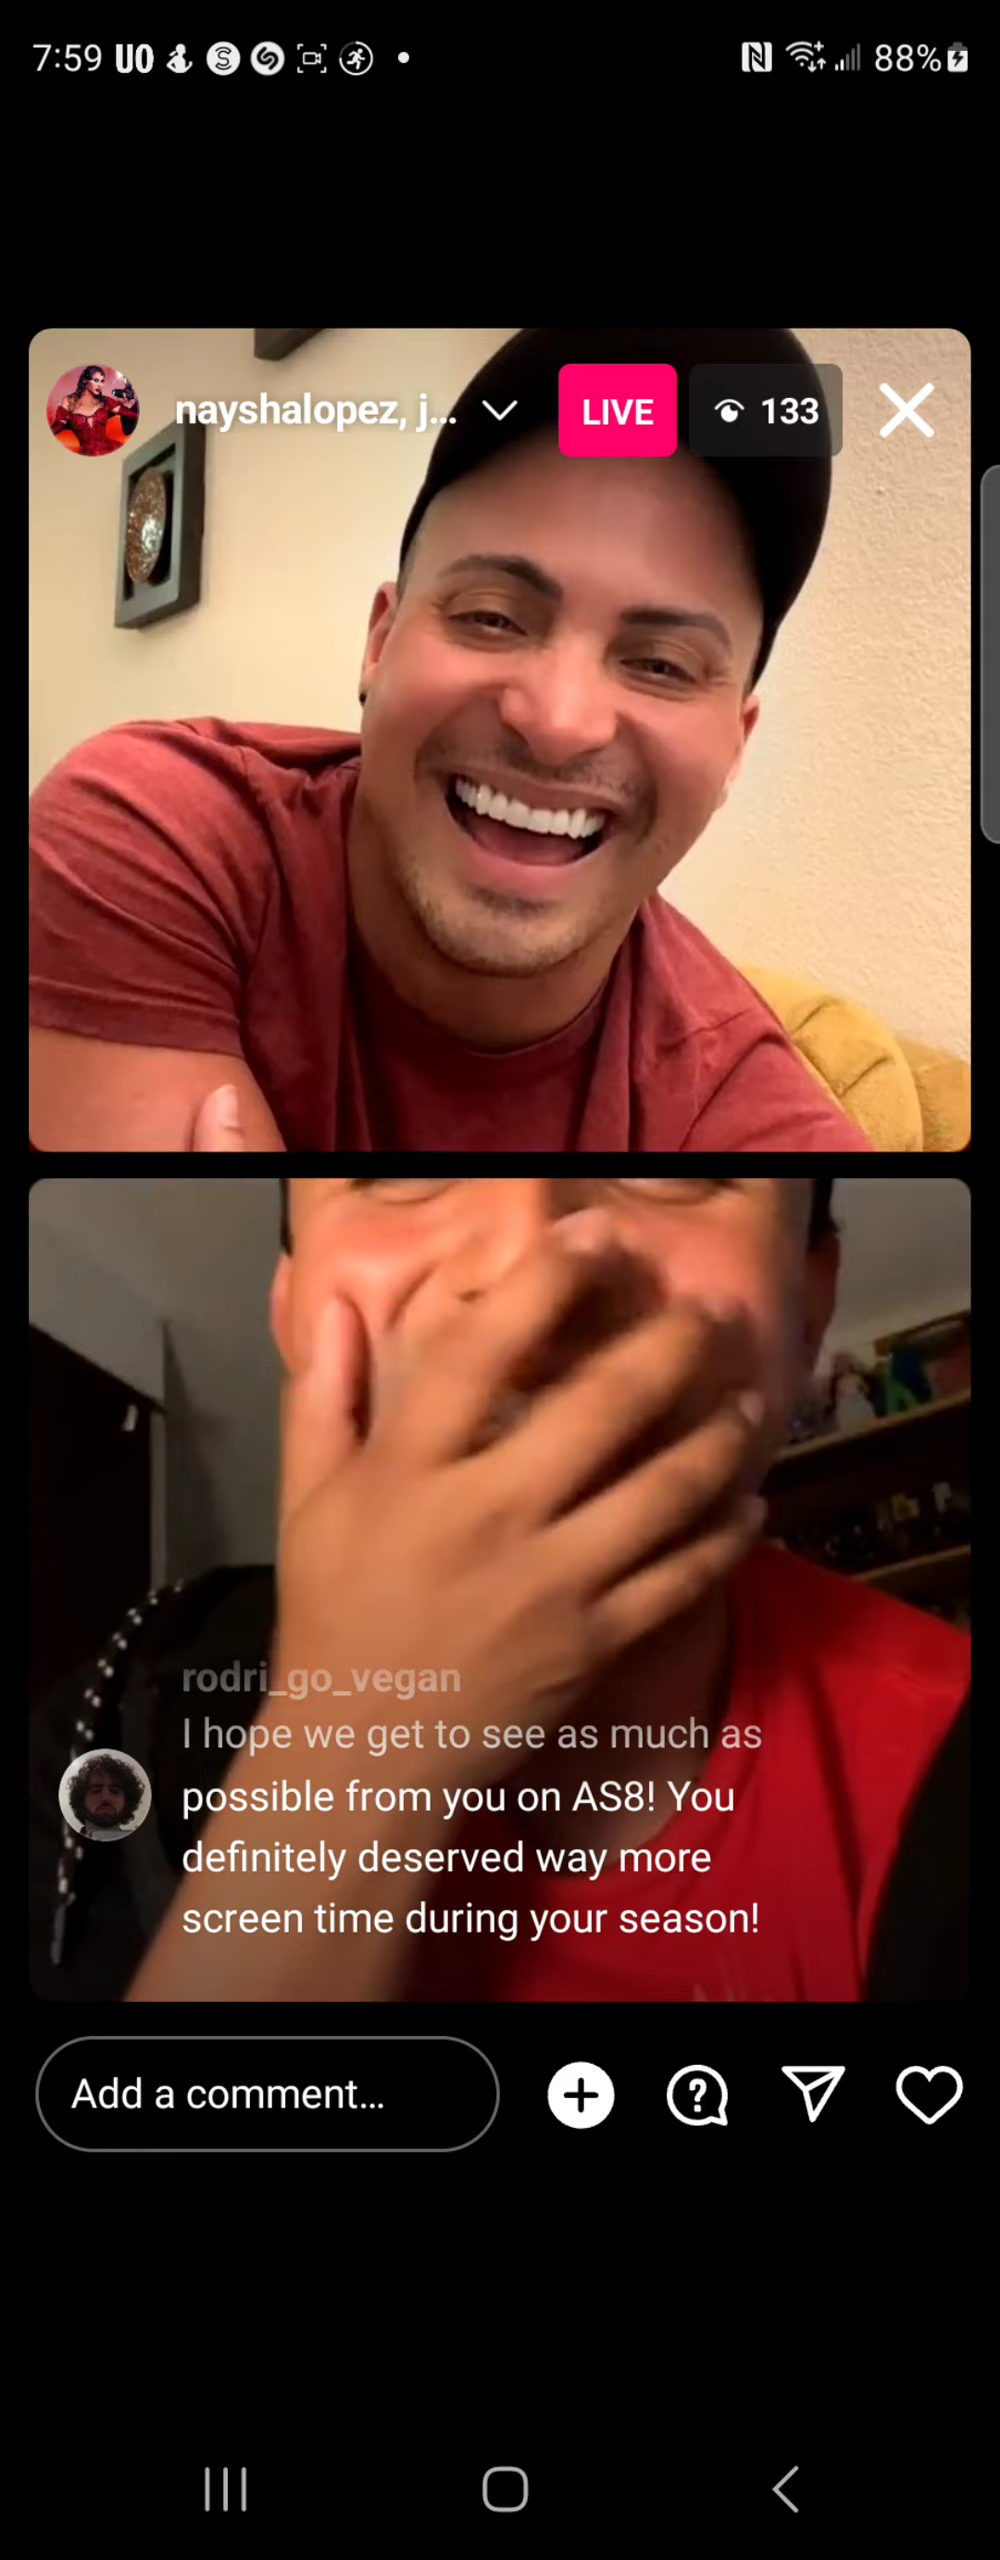 7:59 UO 88%
nayshalopez, j... LIVE 133
rodri_go_vegan
I hope we get to see as much as
possible from you on AS8! You
definitely deserved way more
screen time during your season!
Add a comment...